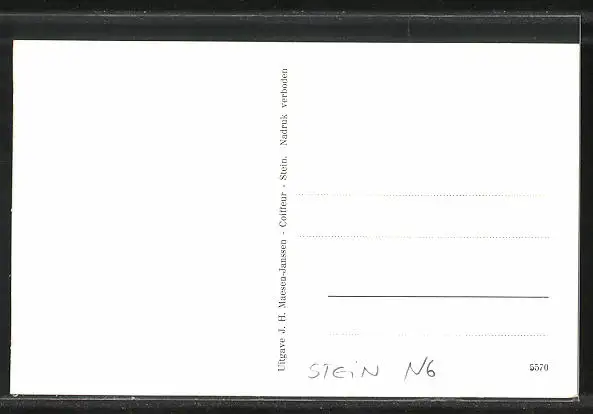 Uitgave J. H. Maesen-Janssen - Coiffeur - Stein. Nadruk verboden
STEiN N6
5570